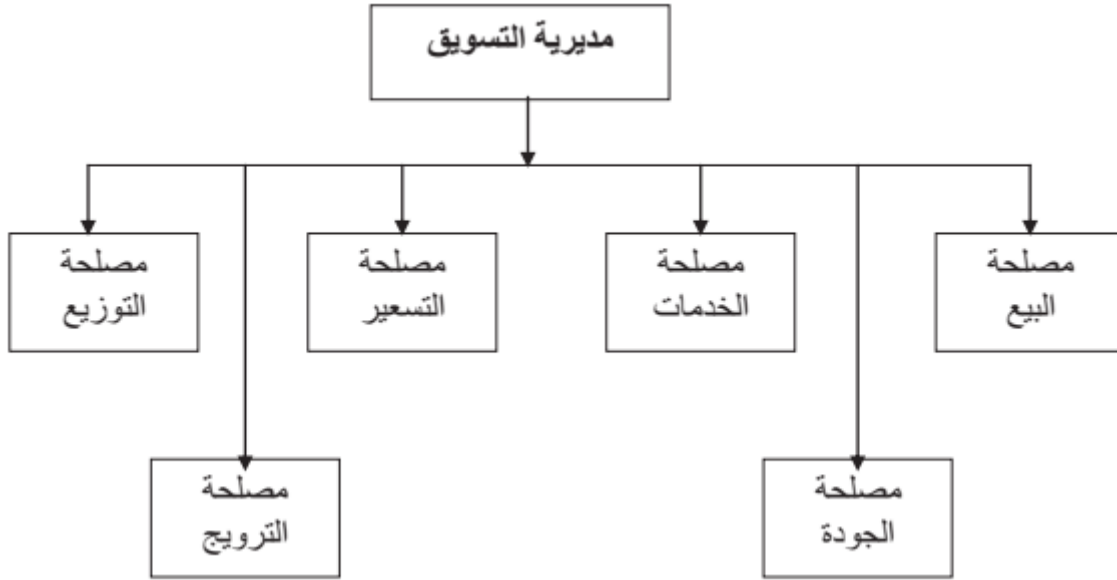 مديرية التسويق
مصلحة
البيع
مصلحة
الخدمات
مصلحة
التسعير
مصلحة
التوزيع
مصلحة
الجودة
مصلحة
الترويج